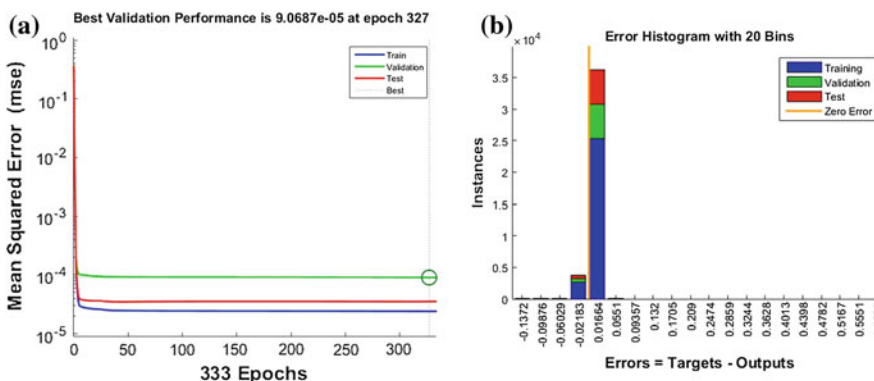 (a)
Best Validation Performance is 9.0687e-05 at epoch 327
Mean Squared Error (mse)
10^0
10^-1
10^-2
10^-3
10^-4
10^-5
Train
Validation
Test
Best
0
50
100
150
200
250
300
333 Epochs
(b)
Error Histogram with 20 Bins
×10^4
Instances
4
3.5
3
2.5
2
1.5
1
0.5
0
Training
Validation
Test
Zero Error
-0.1372
-0.09876
-0.06029
-0.02183
0.01664
0.0551
0.09357
0.132
0.1705
0.209
0.2474
0.2859
0.3244
0.3628
0.4013
0.4398
0.4782
0.5167
0.5551
Errors = Targets - Outputs